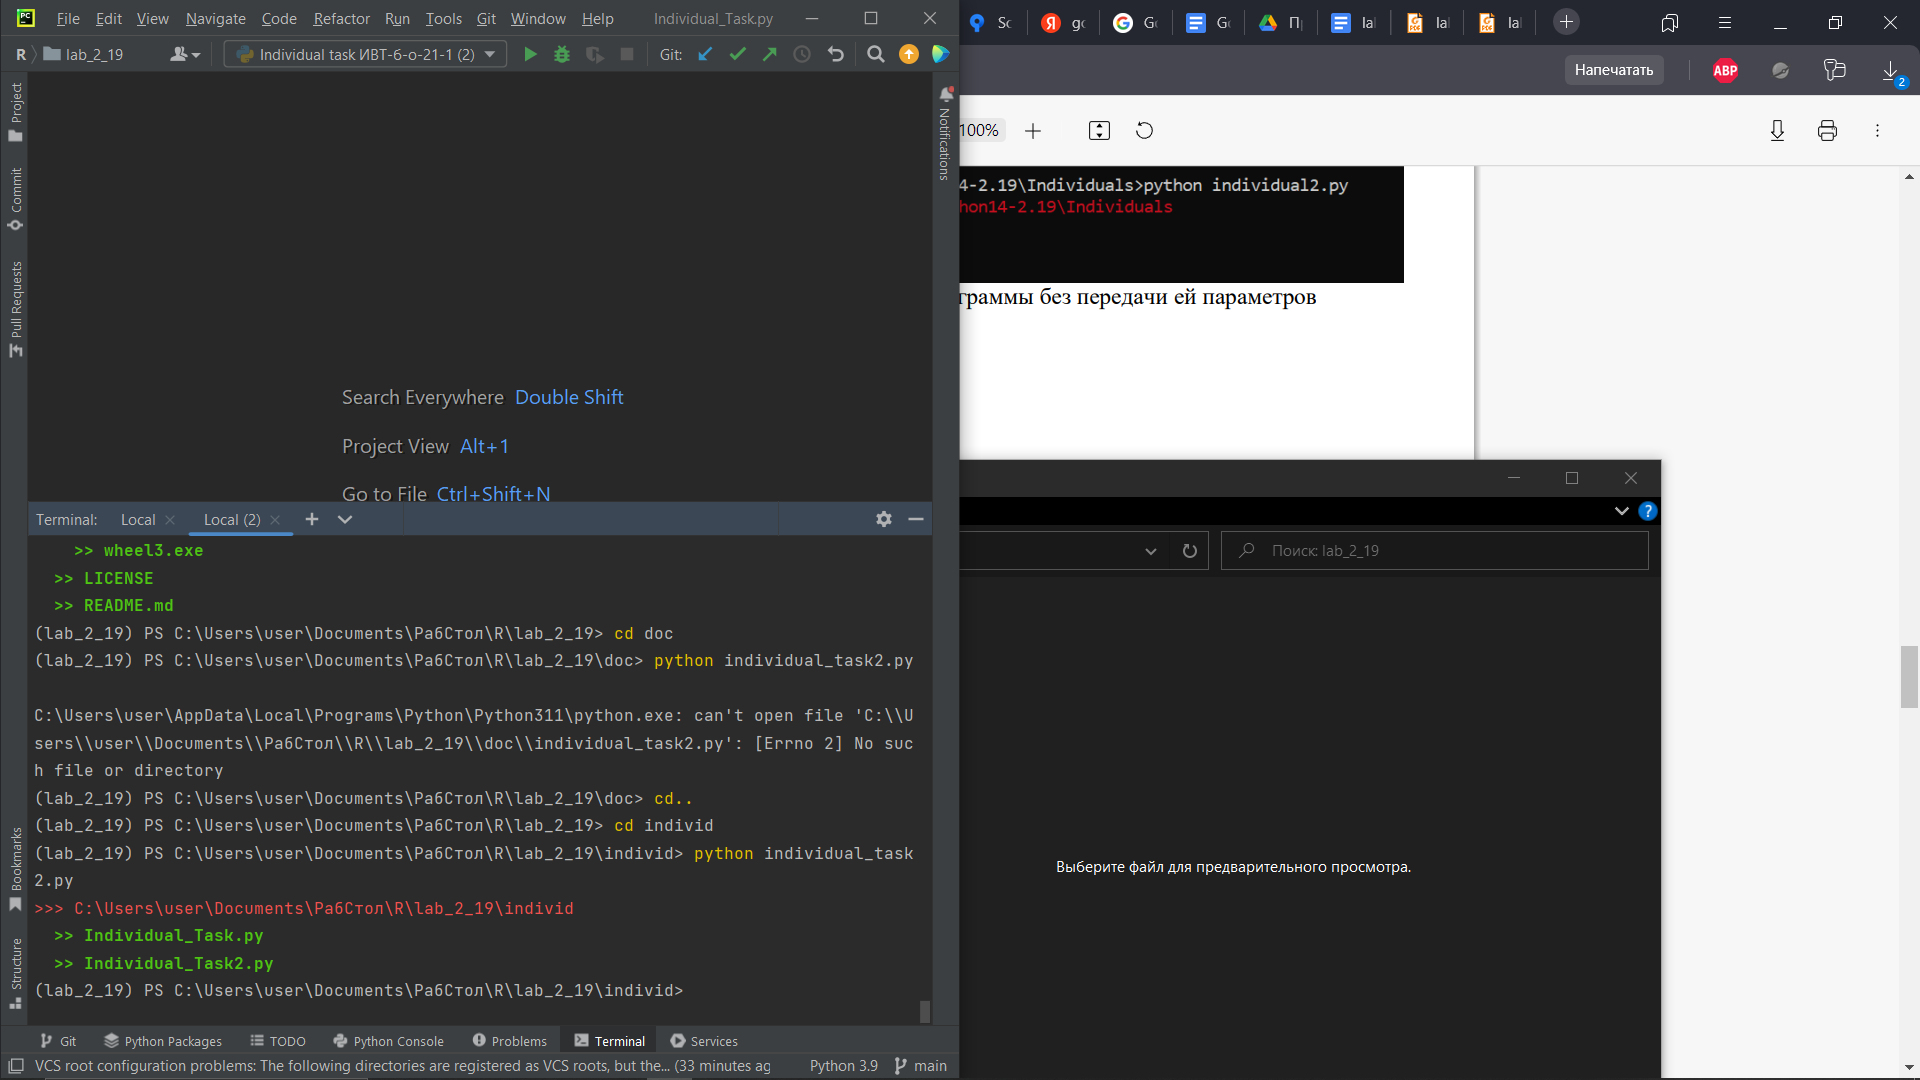 File Edit View Navigate Code Refactor Run Tools Git Window Help Individual_Task.py
R lab_2_19 Individual task ИВТ-6-о-21-1 (2) Git:
Project
Commit
Pull Requests
Bookmarks
Structure
Notifications
Search Everywhere Double Shift
Project View Alt+1
Go to File Ctrl+Shift+N
Terminal: Local Local (2)
>> wheel3.exe
>> LICENSE
>> README.md
(lab_2_19) PS C:\Users\user\Documents\РабСтол\R\lab_2_19> cd doc
(lab_2_19) PS C:\Users\user\Documents\РабСтол\R\lab_2_19\doc> python individual_task2.py
C:\Users\user\AppData\Local\Programs\Python\Python311\python.exe: can't open file 'C:\\U
sers\\user\\Documents\\РабСтол\\R\\lab_2_19\\doc\\individual_task2.py': [Errno 2] No suc
h file or directory
(lab_2_19) PS C:\Users\user\Documents\РабСтол\R\lab_2_19\doc> cd..
(lab_2_19) PS C:\Users\user\Documents\РабСтол\R\lab_2_19> cd individ
(lab_2_19) PS C:\Users\user\Documents\РабСтол\R\lab_2_19\individ> python individual_task
2.py
>>> C:\Users\user\Documents\РабСтол\R\lab_2_19\individ
>> Individual_Task.py
>> Individual_Task2.py
(lab_2_19) PS C:\Users\user\Documents\РабСтол\R\lab_2_19\individ>
Git Python Packages TODO Python Console Problems Terminal Services
VCS root configuration problems: The following directories are registered as VCS roots, but the... (33 minutes ag Python 3.9 main
Напечатать ABP 2
100%
4-2.19\Individuals>python individual2.py
hon14-2.19\Individuals
граммы без передачи ей параметров
Поиск: lab_2_19
Выберите файл для предварительного просмотра.